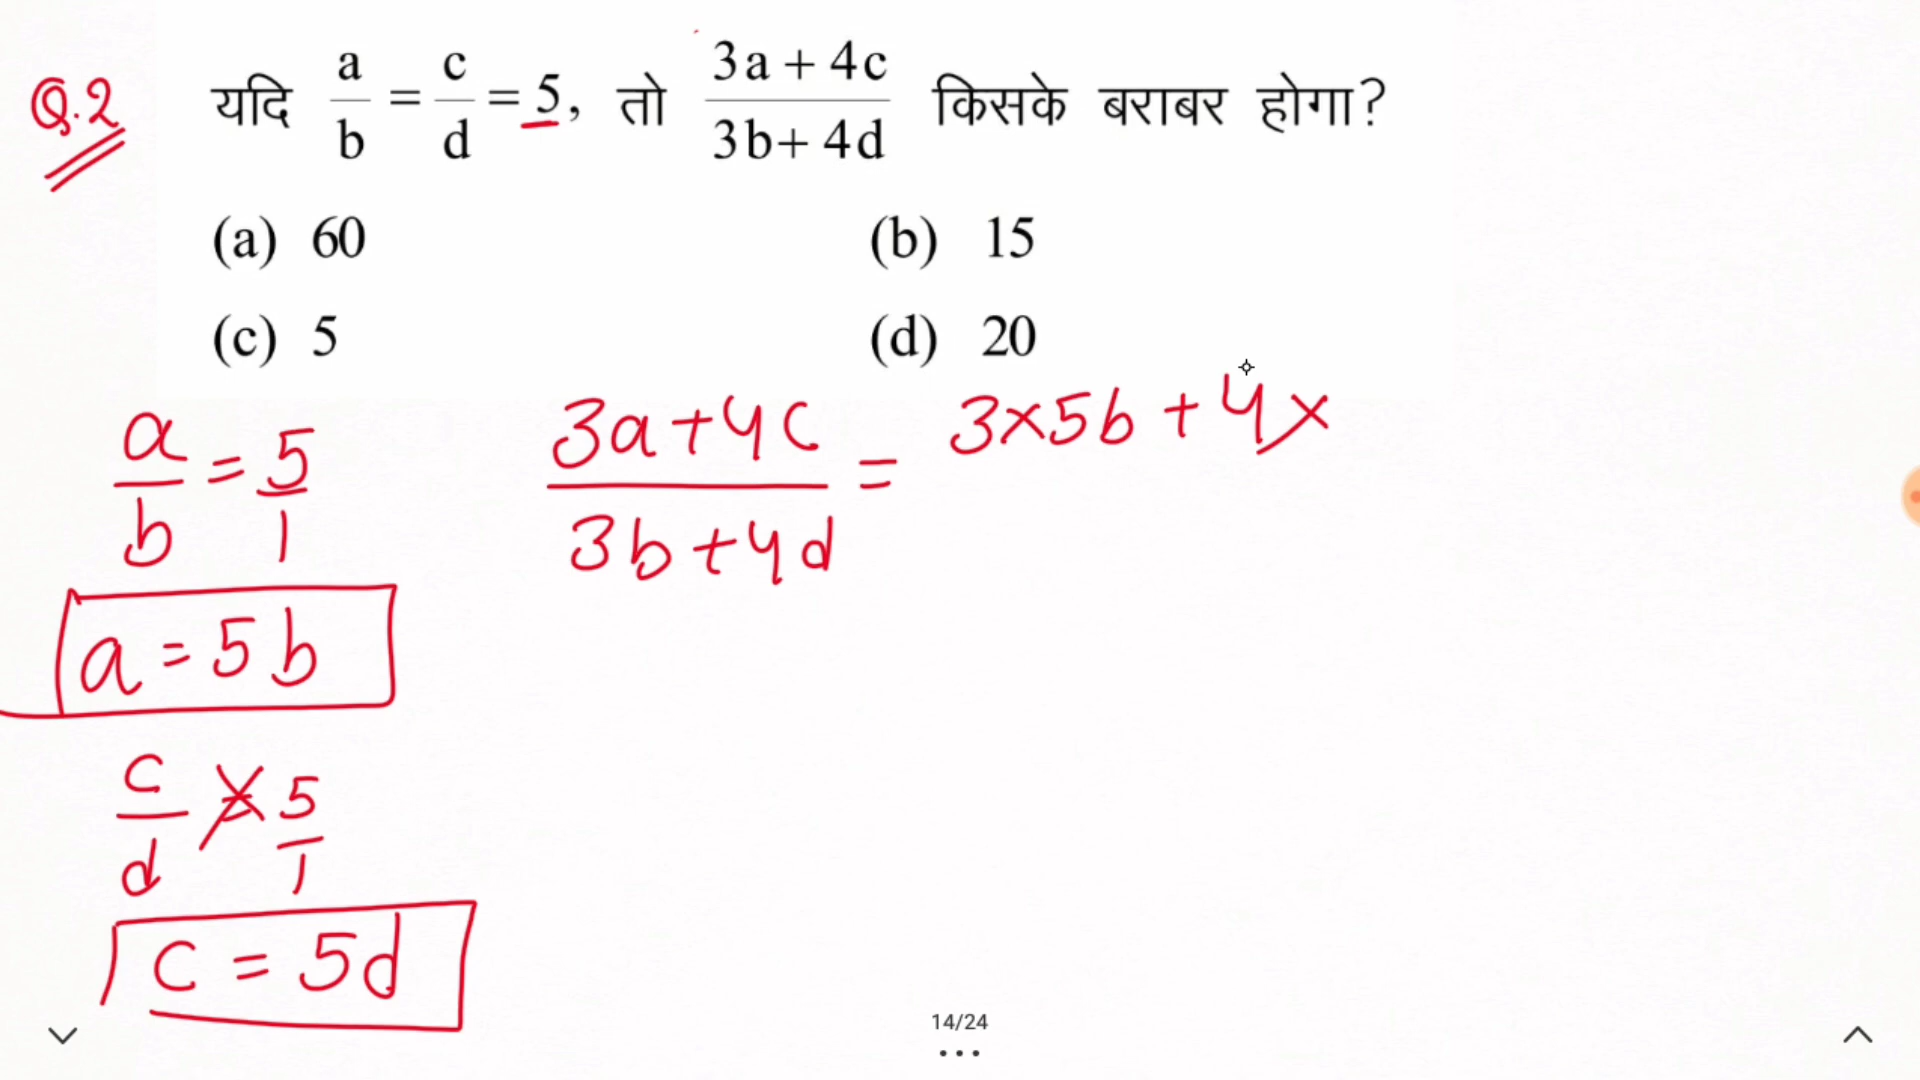 Q.2 यदि a/b = c/d = 5, तो (3a + 4c)/(3b + 4d) किसके बराबर होगा?
(a) 60 (b) 15
(c) 5 (d) 20
a/b = 5/1
a = 5b
c/d = 5/1
c = 5d
(3a+4c)/(3b+4d) = 3×5b + 4×
14/24